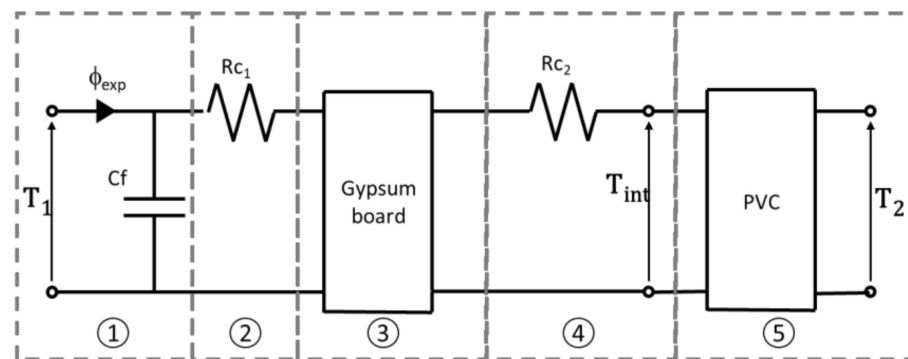 ϕexp
Rc1
Rc2
Cf
T1
Gypsum
board
Tint
PVC
T2
①
②
③
④
⑤